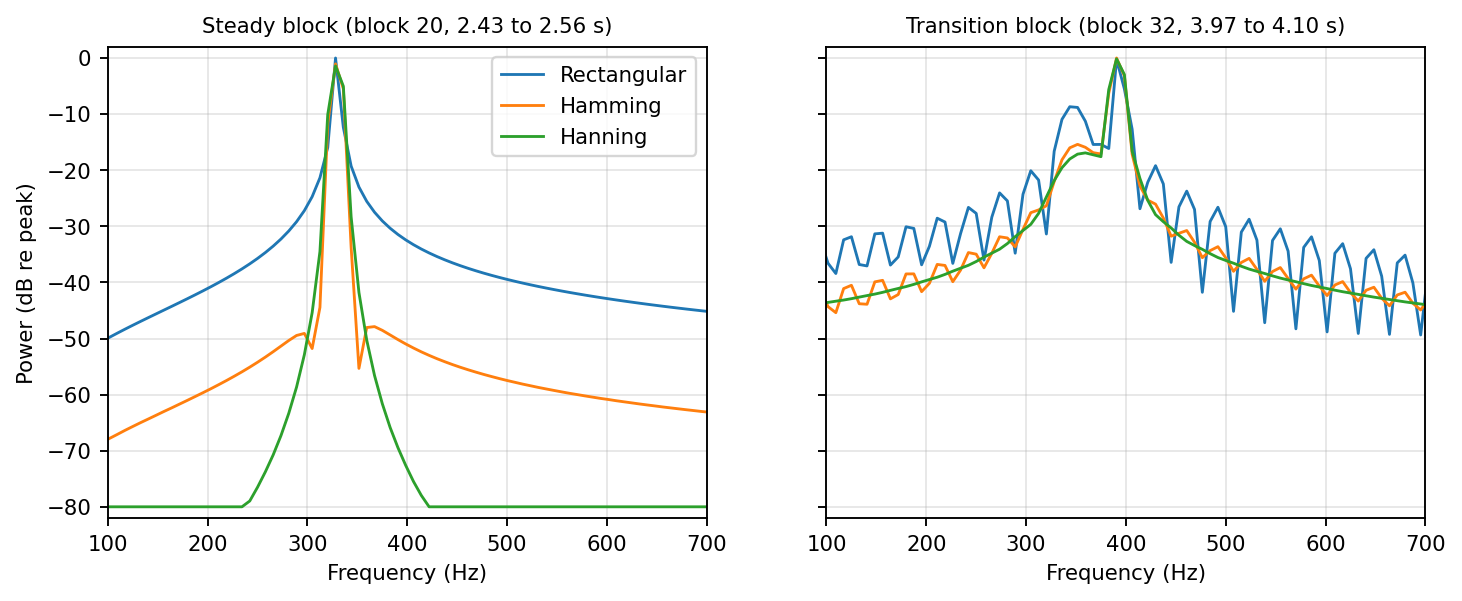 Steady block (block 20, 2.43 to 2.56 s)
Transition block (block 32, 3.97 to 4.10 s)
Rectangular
Hamming
Hanning
Power (dB re peak)
0
−10
−20
−30
−40
−50
−60
−70
−80
100 200 300 400 500 600 700
100 200 300 400 500 600 700
Frequency (Hz)
Frequency (Hz)